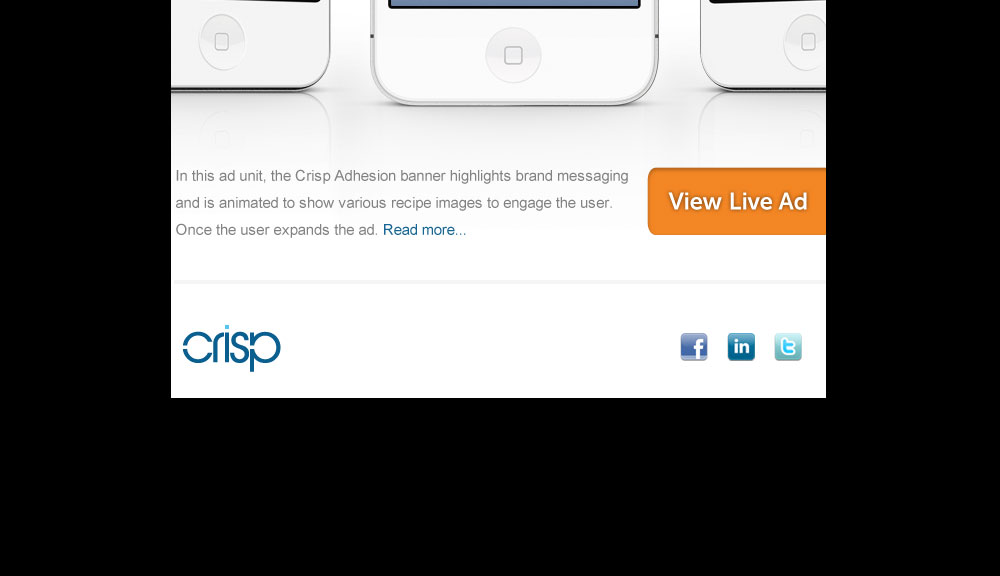 In this ad unit, the Crisp Adhesion banner highlights brand messaging
and is animated to show various recipe images to engage the user.
Once the user expands the ad. Read more...
View Live Ad
crisp
f in t